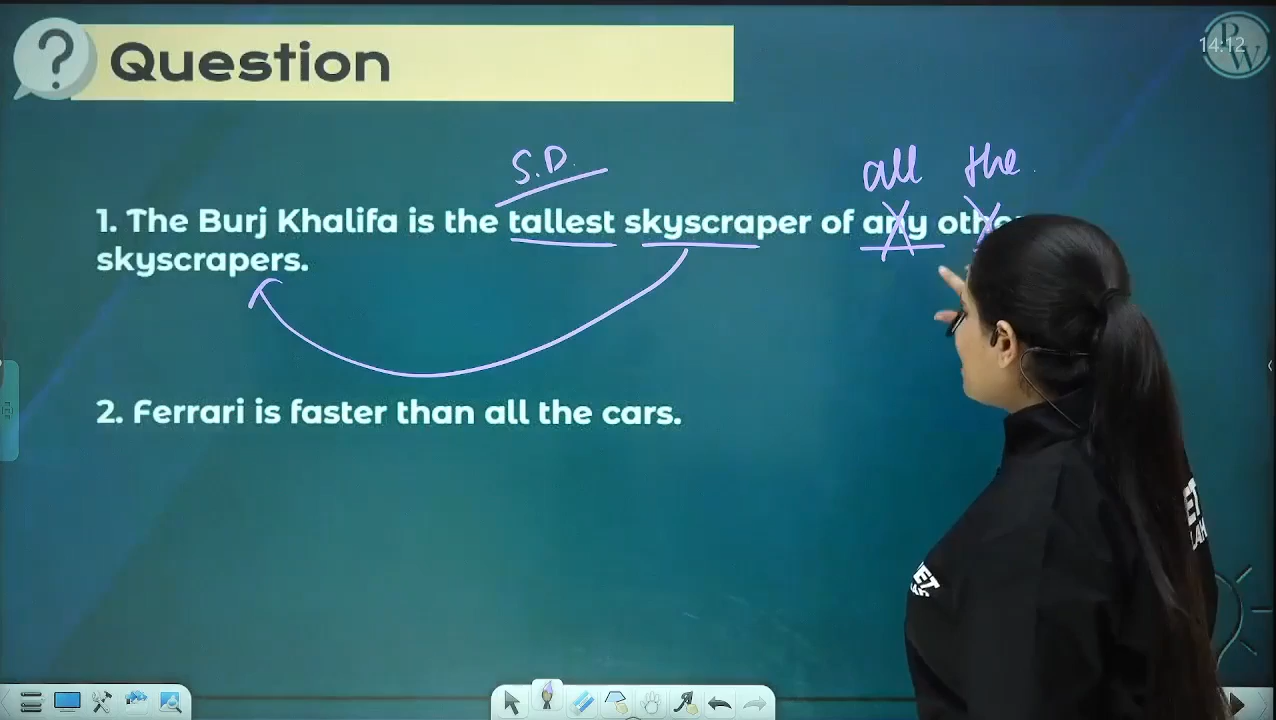 Question
14:12
PW
S.D.
all the
1. The Burj Khalifa is the tallest skyscraper of any other
skyscrapers.
2. Ferrari is faster than all the cars.